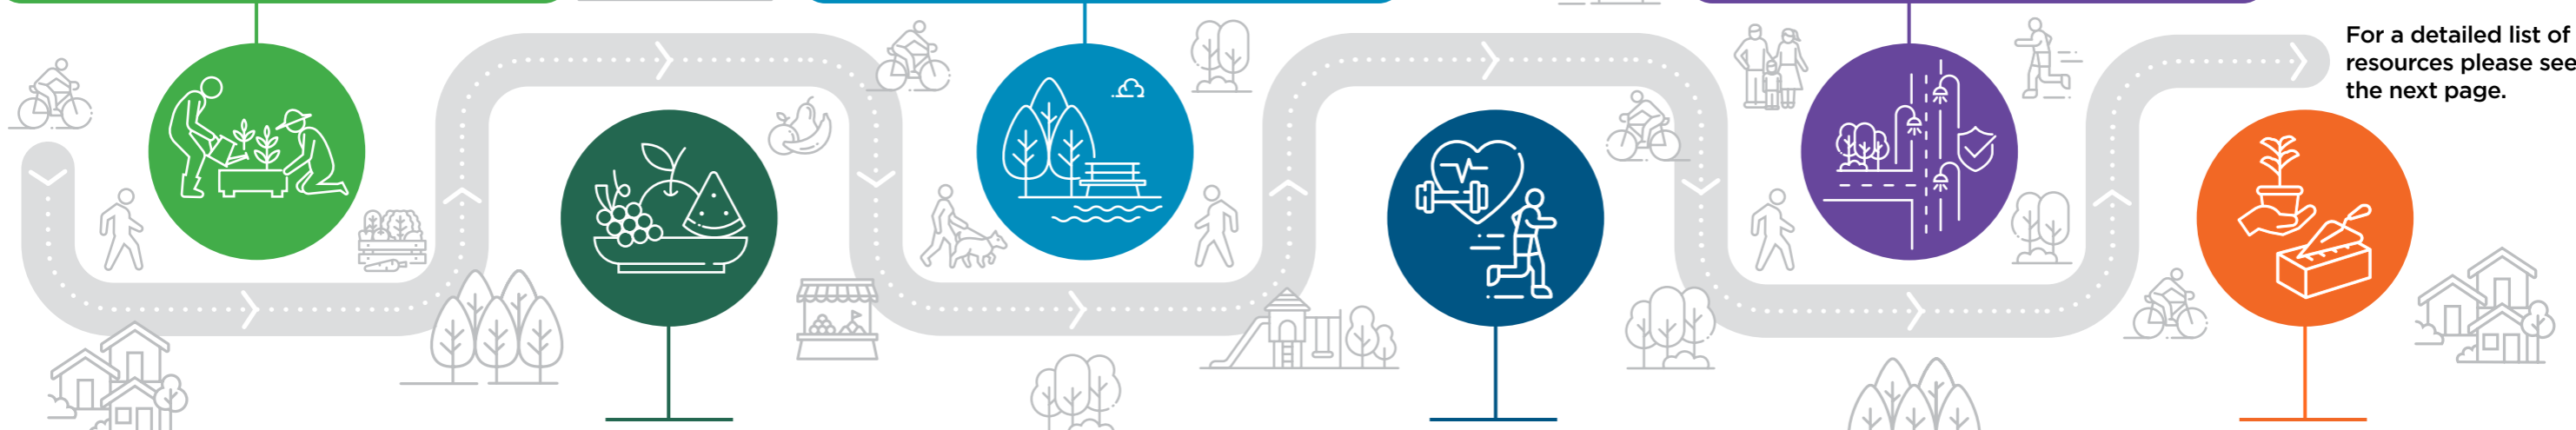 For a detailed list of
resources please see
the next page.